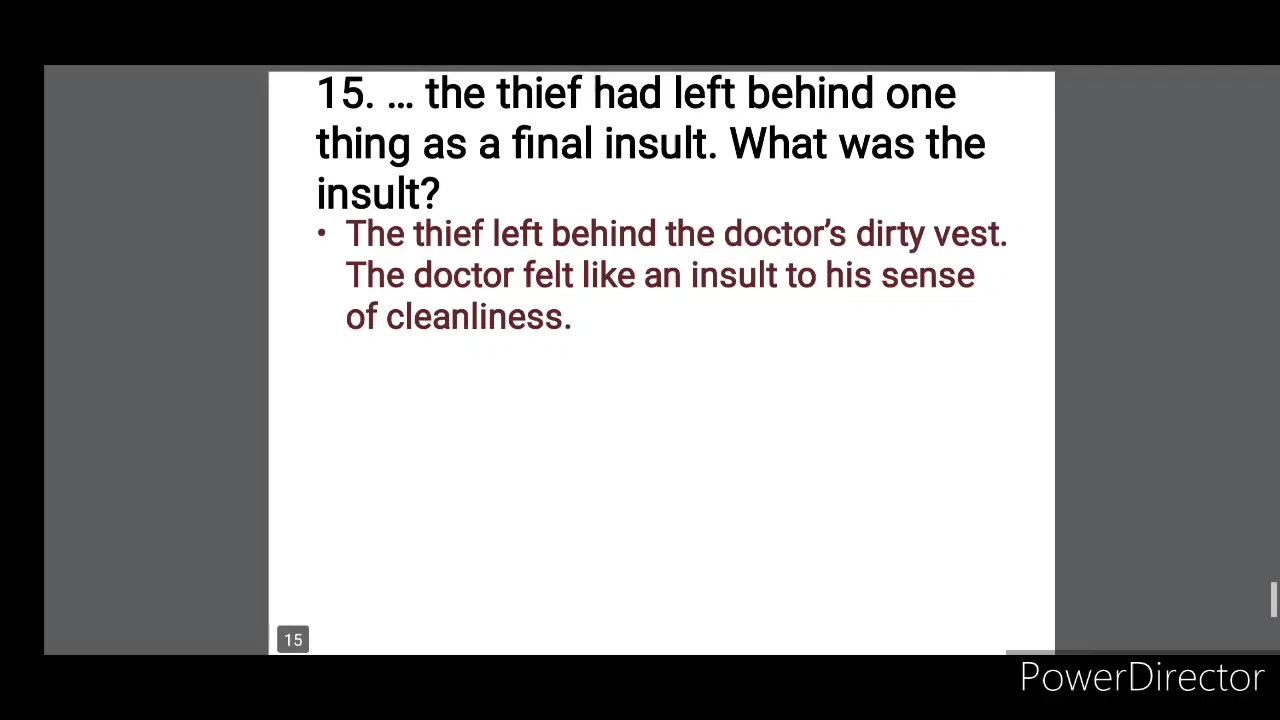 15. ... the thief had left behind one
thing as a final insult. What was the
insult?
• The thief left behind the doctor's dirty vest.
The doctor felt like an insult to his sense
of cleanliness.
15
PowerDirector